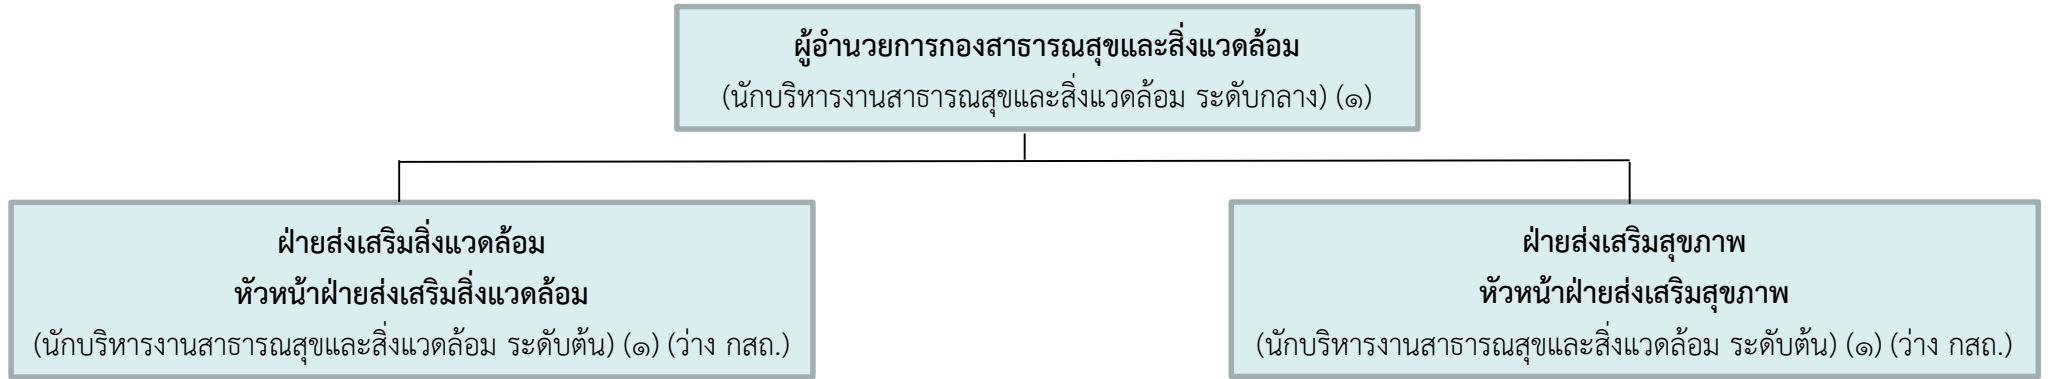 ผู้อำนวยการกองสาธารณสุขและสิ่งแวดล้อม
(นักบริหารงานสาธารณสุขและสิ่งแวดล้อม ระดับกลาง) (๑)
ฝ่ายส่งเสริมสิ่งแวดล้อม
หัวหน้าฝ่ายส่งเสริมสิ่งแวดล้อม
(นักบริหารงานสาธารณสุขและสิ่งแวดล้อม ระดับต้น) (๑) (ว่าง กสถ.)
ฝ่ายส่งเสริมสุขภาพ
หัวหน้าฝ่ายส่งเสริมสุขภาพ
(นักบริหารงานสาธารณสุขและสิ่งแวดล้อม ระดับต้น) (๑) (ว่าง กสถ.)